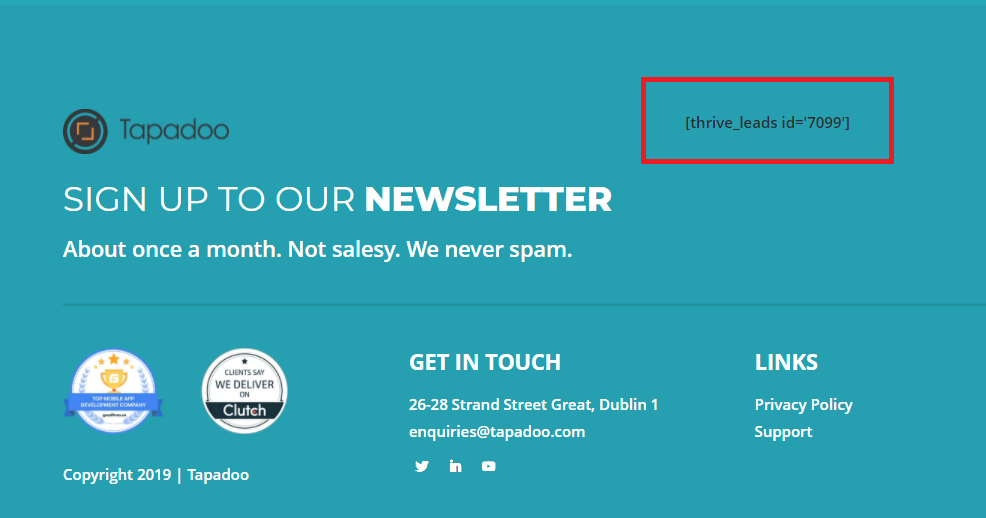 Tapadoo
[thrive_leads id='7099']
SIGN UP TO OUR NEWSLETTER
About once a month. Not salesy. We never spam.
TOP MOBILE APP
DEVELOPMENT COMPANY
goodfirms.co
CLIENTS SAY
WE DELIVER
ON
Clutch
Copyright 2019 | Tapadoo
GET IN TOUCH
26-28 Strand Street Great, Dublin 1
enquiries@tapadoo.com
LINKS
Privacy Policy
Support